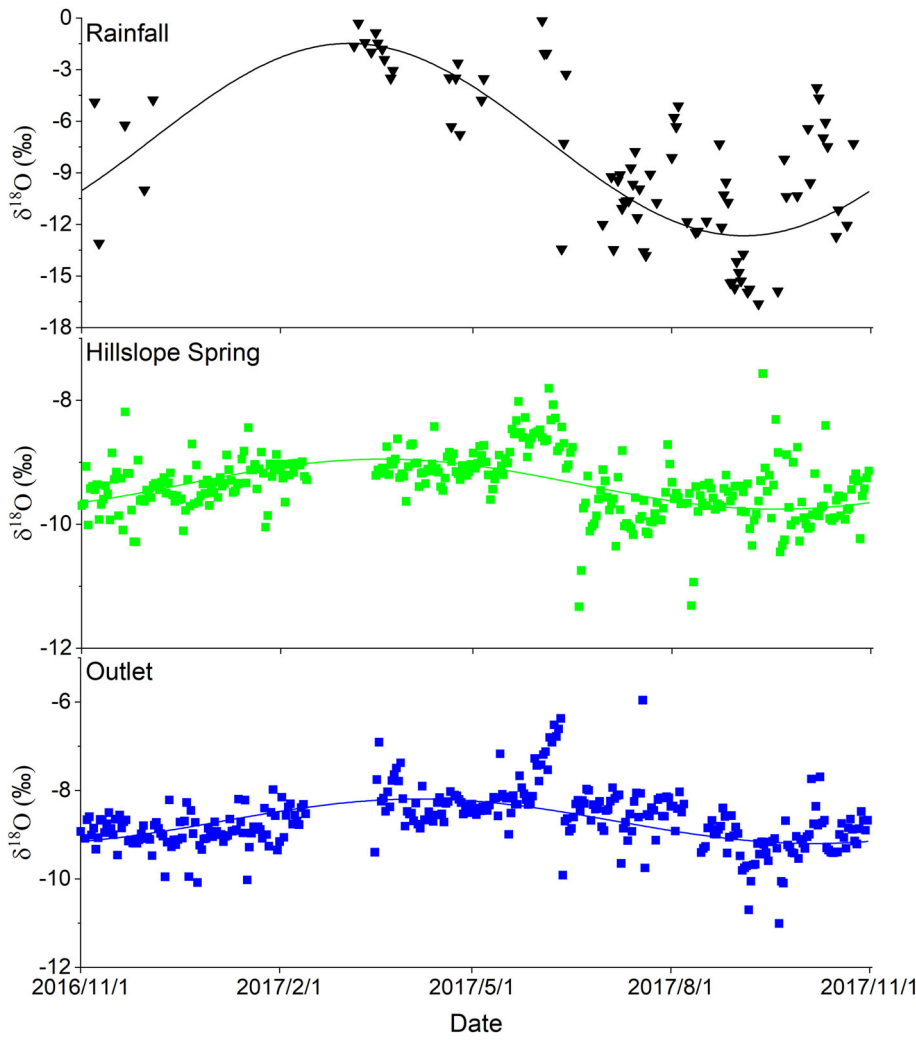 Rainfall
0
-3
-6
-9
-12
-15
-18
δ¹⁸O (‰)
Hillslope Spring
-8
-10
-12
δ¹⁸O (‰)
Outlet
-6
-8
-10
-12
δ¹⁸O (‰)
2016/11/1 2017/2/1 2017/5/1 2017/8/1 2017/11/1
Date